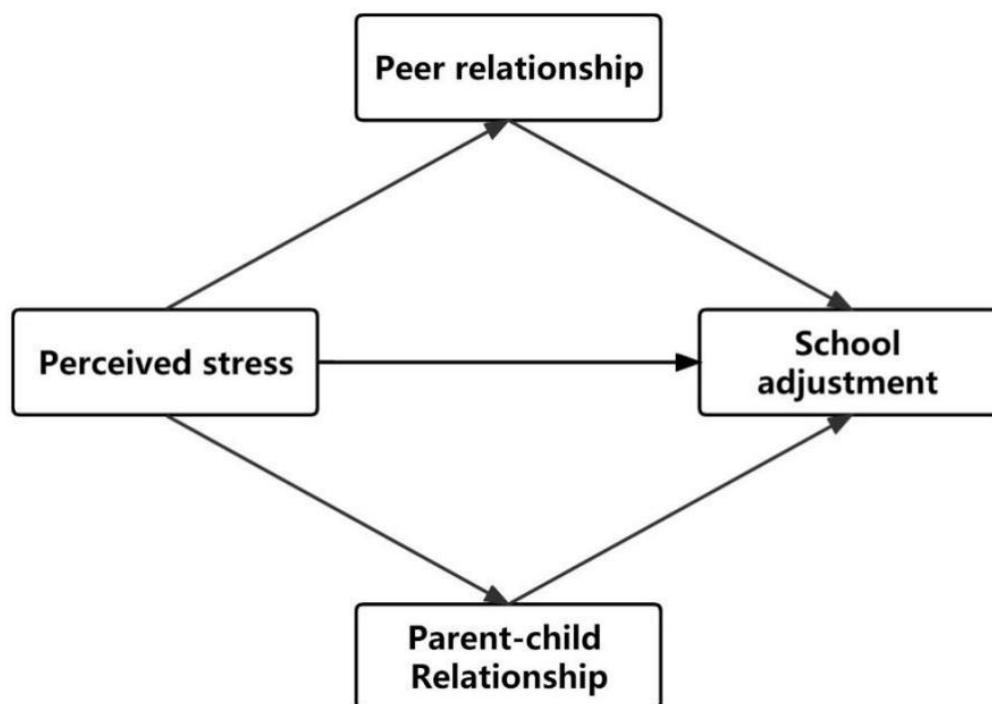 Peer relationship
Perceived stress
School
adjustment
Parent-child
Relationship